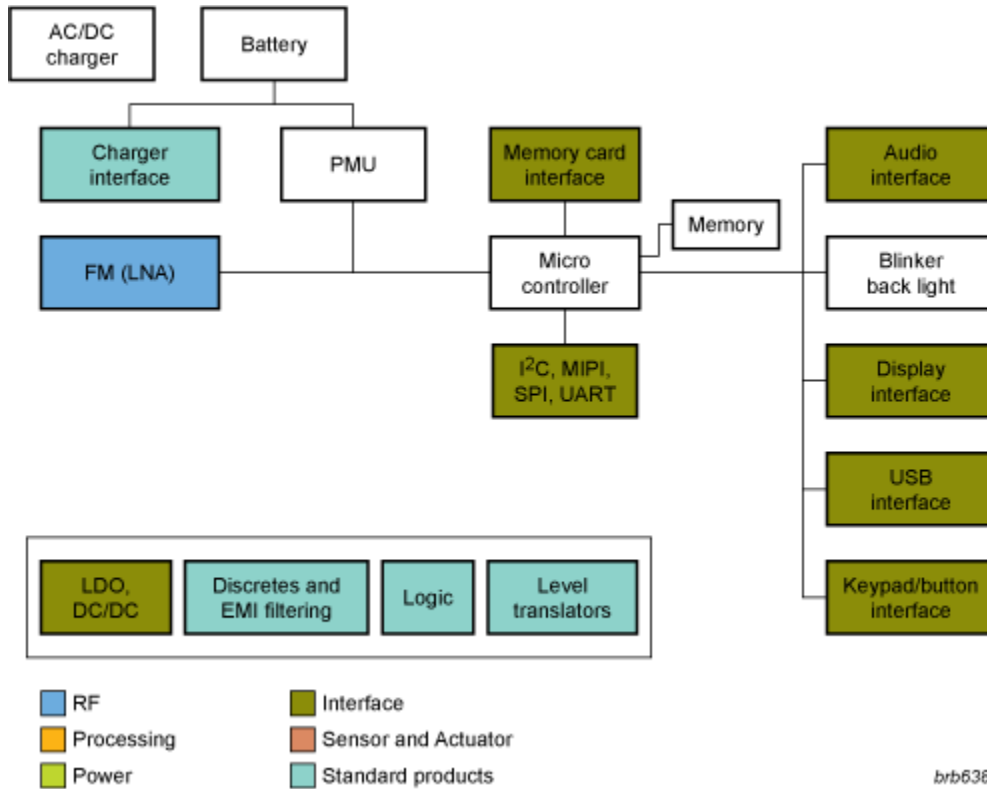 AC/DC
charger
Battery
Charger
interface
PMU
Memory card
interface
Audio
interface
Memory
FM (LNA)
Micro
controller
Blinker
back light
I²C, MIPI,
SPI, UART
Display
interface
USB
interface
LDO,
DC/DC
Discretes and
EMI filtering
Logic
Level
translators
Keypad/button
interface
RF
Interface
Processing
Sensor and Actuator
Power
Standard products
brb638